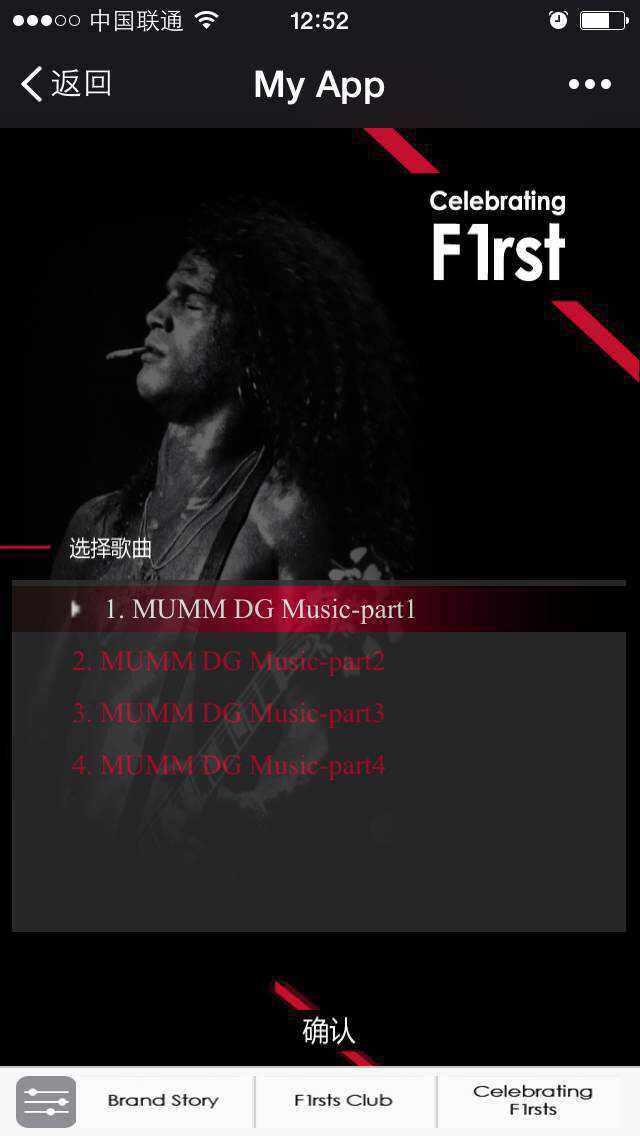 中国联通
12:52
返回
My App
Celebrating
F1rst
选择歌曲
1. MUMM DG Music-part1
2. MUMM DG Music-part2
3. MUMM DG Music-part3
4. MUMM DG Music-part4
确认
Brand Story
F1rsts Club
Celebrating
F1rsts